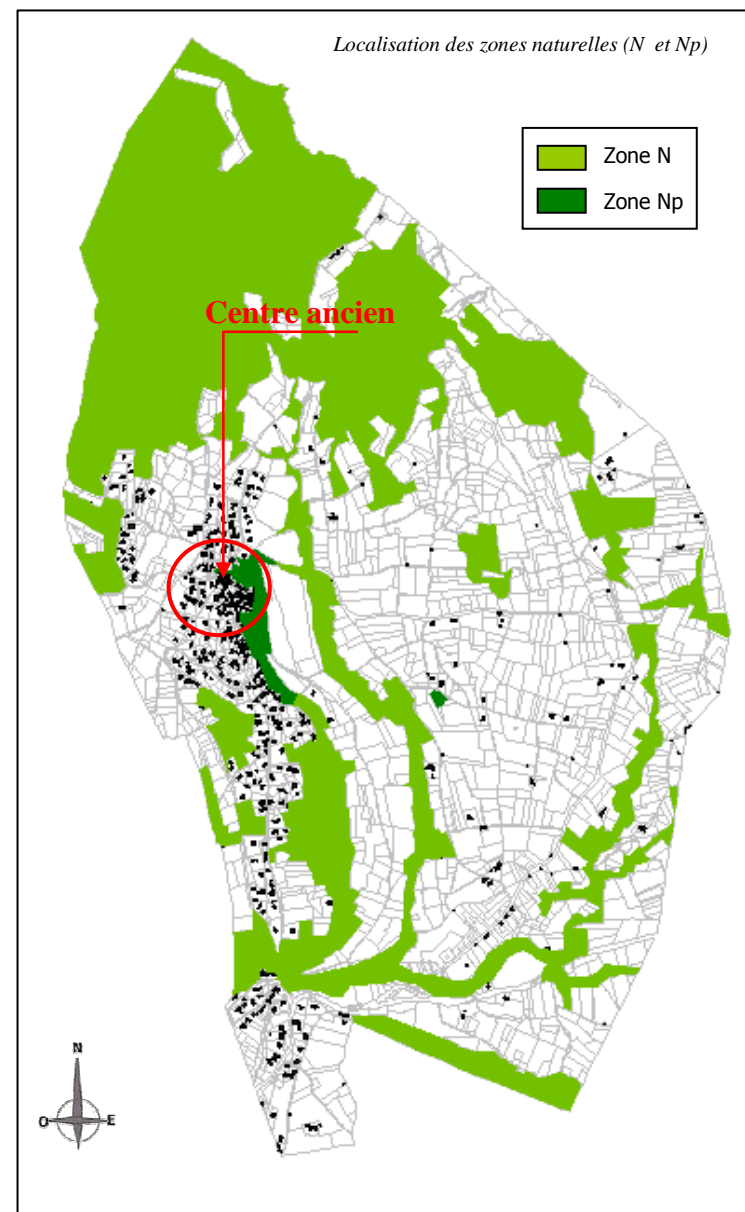 Localisation des zones naturelles (N et Np)
Zone N
Zone Np
Centre ancien
N
O
E
S